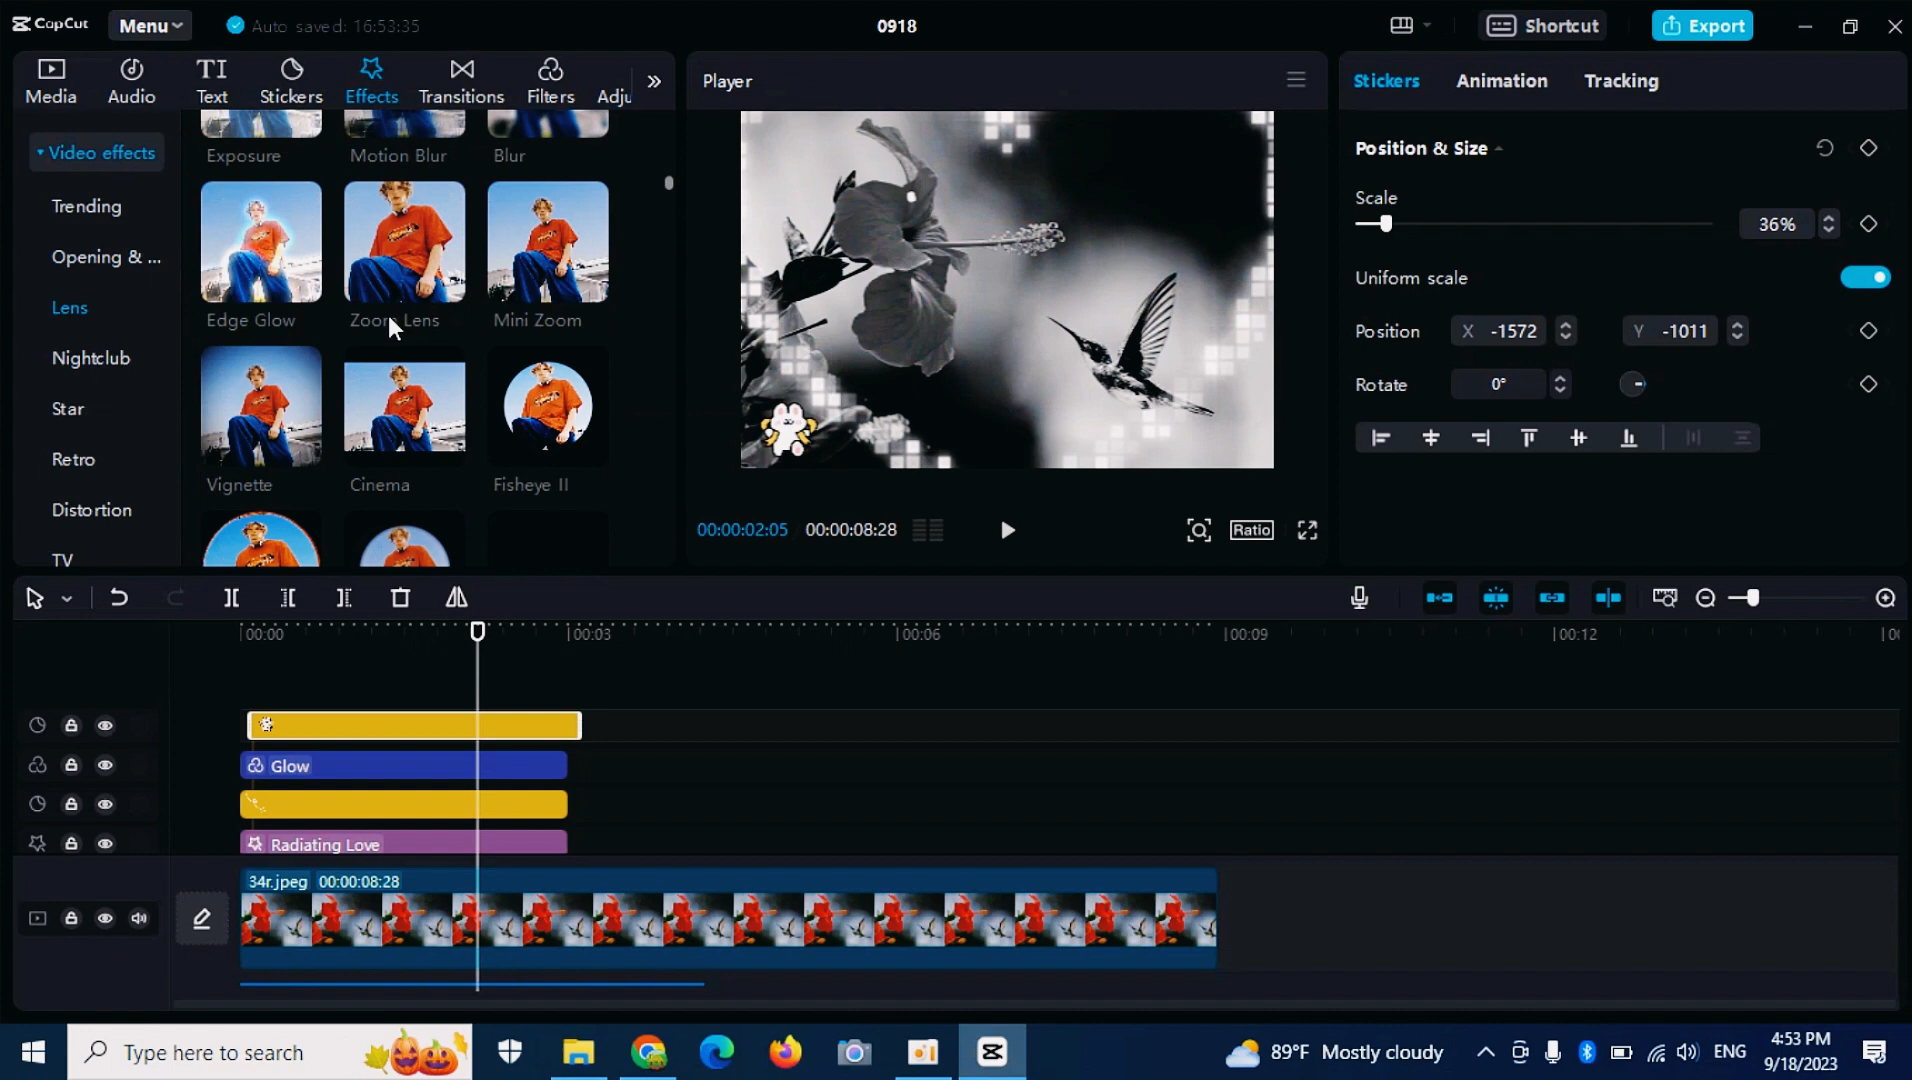 CapCut Menu Auto saved: 16:53:35 0918 Shortcut Export
Media Audio Text Stickers Effects Transitions Filters Adju
Video effects
Trending
Opening & ...
Lens
Nightclub
Star
Retro
Distortion
TV
Exposure Motion Blur Blur
Edge Glow Zoom Lens Mini Zoom
Vignette Cinema Fisheye II
Player
00:00:02:05 00:00:08:28 Ratio
Stickers Animation Tracking
Position & Size
Scale
36%
Uniform scale
Position X -1572 Y -1011
Rotate 0°
00:00 00:03 00:06 00:09 00:12
Glow
Radiating Love
34r.jpeg 00:00:08:28
Type here to search
89°F Mostly cloudy
ENG
4:53 PM
9/18/2023